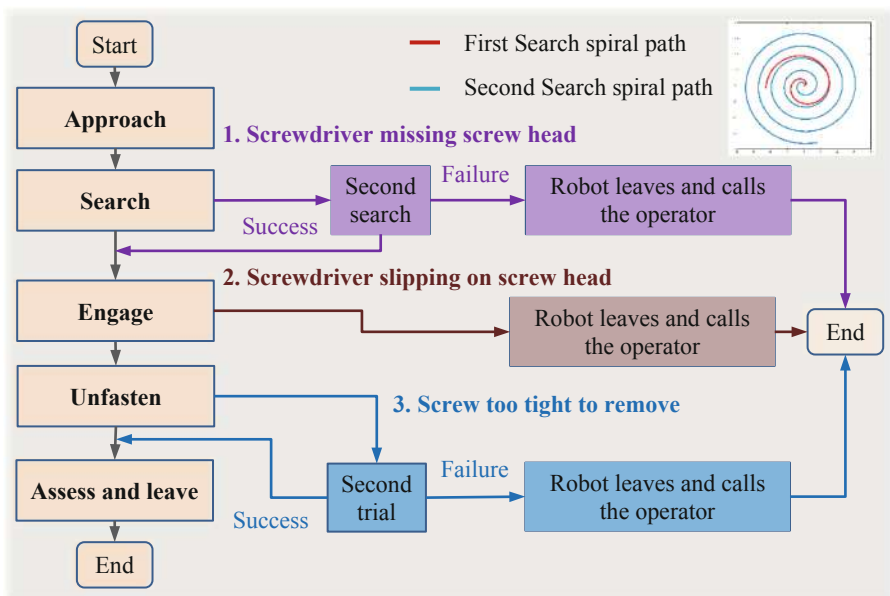 Start
First Search spiral path
Second Search spiral path
Approach
1. Screwdriver missing screw head
Search
Second
search
Failure
Robot leaves and calls
the operator
Success
2. Screwdriver slipping on screw head
Engage
Robot leaves and calls
the operator
End
Unfasten
3. Screw too tight to remove
Assess and leave
Second
trial
Failure
Robot leaves and calls
the operator
Success
End